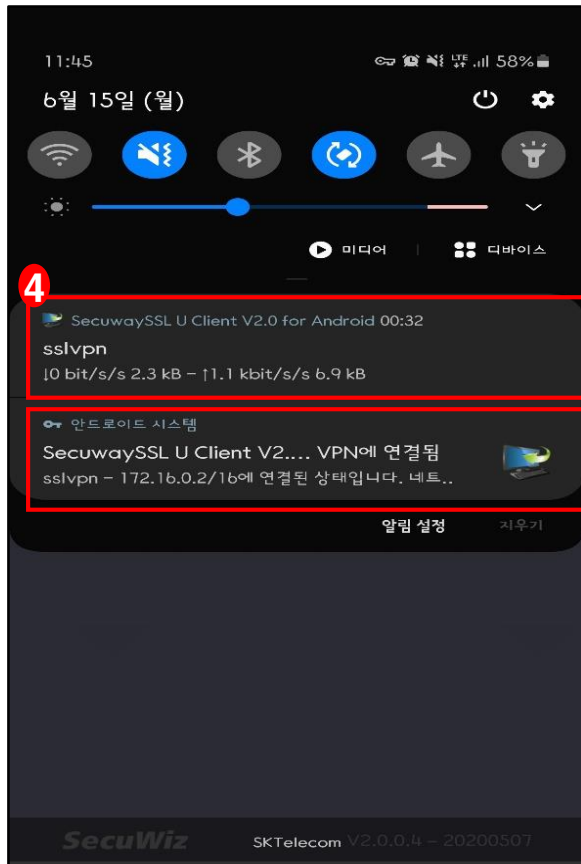 11:45 LTE 58%
6월 15일 (월)
미디어 | 디바이스
4
SecuwaySSL U Client V2.0 for Android 00:32
sslvpn
↓0 bit/s/s 2.3 kB – ↑1.1 kbit/s/s 6.9 kB
안드로이드 시스템
SecuwaySSL U Client V2.... VPN에 연결됨
sslvpn – 172.16.0.2/16에 연결된 상태입니다. 네트..
알림 설정 지우기
SecuWiz SKTelecom V2.0.0.4 – 20200507